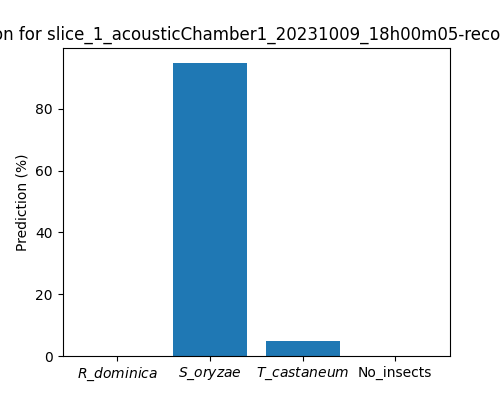 on for slice_1_acousticChamber1_20231009_18h00m05-reco
Prediction (%)
80
60
40
20
0
R_dominica S_oryzae T_castaneum No_insects